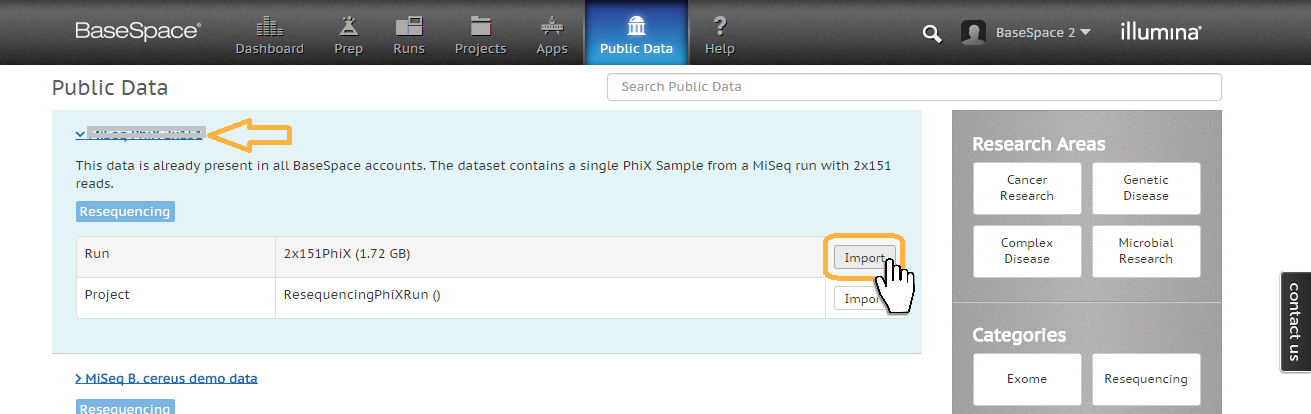 BaseSpace®
Dashboard
Prep
Runs
Projects
Apps
Public Data
Help
BaseSpace 2
illumina®
Public Data
Search Public Data
This data is already present in all BaseSpace accounts. The dataset contains a single PhiX Sample from a MiSeq run with 2x151
reads.
Resequencing
Run
2x151PhiX (1.72 GB)
Import
Project
ResequencingPhiXRun ()
MiSeq B. cereus demo data
Resequencing
Research Areas
Cancer
Research
Genetic
Disease
Complex
Disease
Microbial
Research
Categories
Exome
Resequencing
contact us